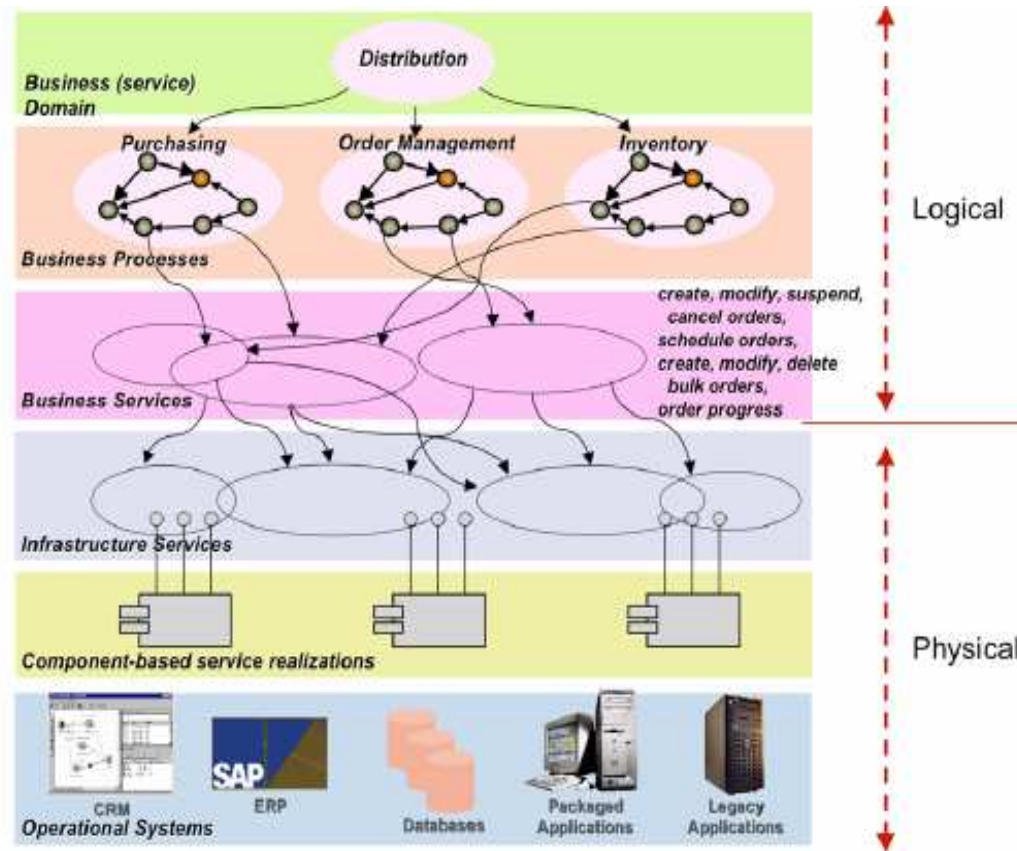 Distribution
Business (service)
Domain
Purchasing
Order Management
Inventory
Logical
Business Processes
create, modify, suspend,
cancel orders,
schedule orders,
create, modify, delete
bulk orders,
order progress
Business Services
Infrastructure Services
Physical
Component-based service realizations
SAP
CRM
ERP
Databases
Packaged
Applications
Legacy
Applications
Operational Systems